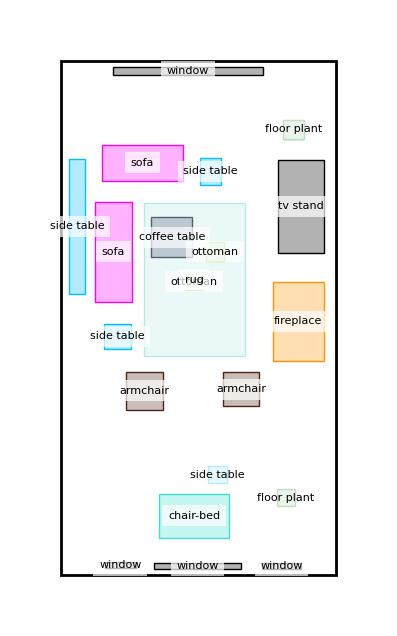 window
floor plant
sofa
side table
tv stand
side table
coffee table
sofa
ottoman
ottoman
rug
fireplace
side table
armchair
armchair
side table
floor plant
chair-bed
window
window
window